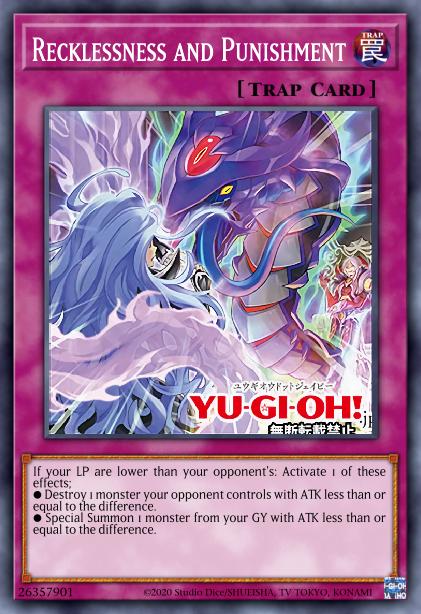 Recklessness and Punishment
TRAP
罠
[Trap Card]
ユウギオウドットジェイピー
YU-GI-OH!
無断転載禁止
If your LP are lower than your opponent's: Activate 1 of these
effects;
● Destroy 1 monster your opponent controls with ATK less than or
equal to the difference.
● Special Summon 1 monster from your GY with ATK less than or
equal to the difference.
26357901
©2020 Studio Dice/SHUEISHA, TV TOKYO, KONAMI